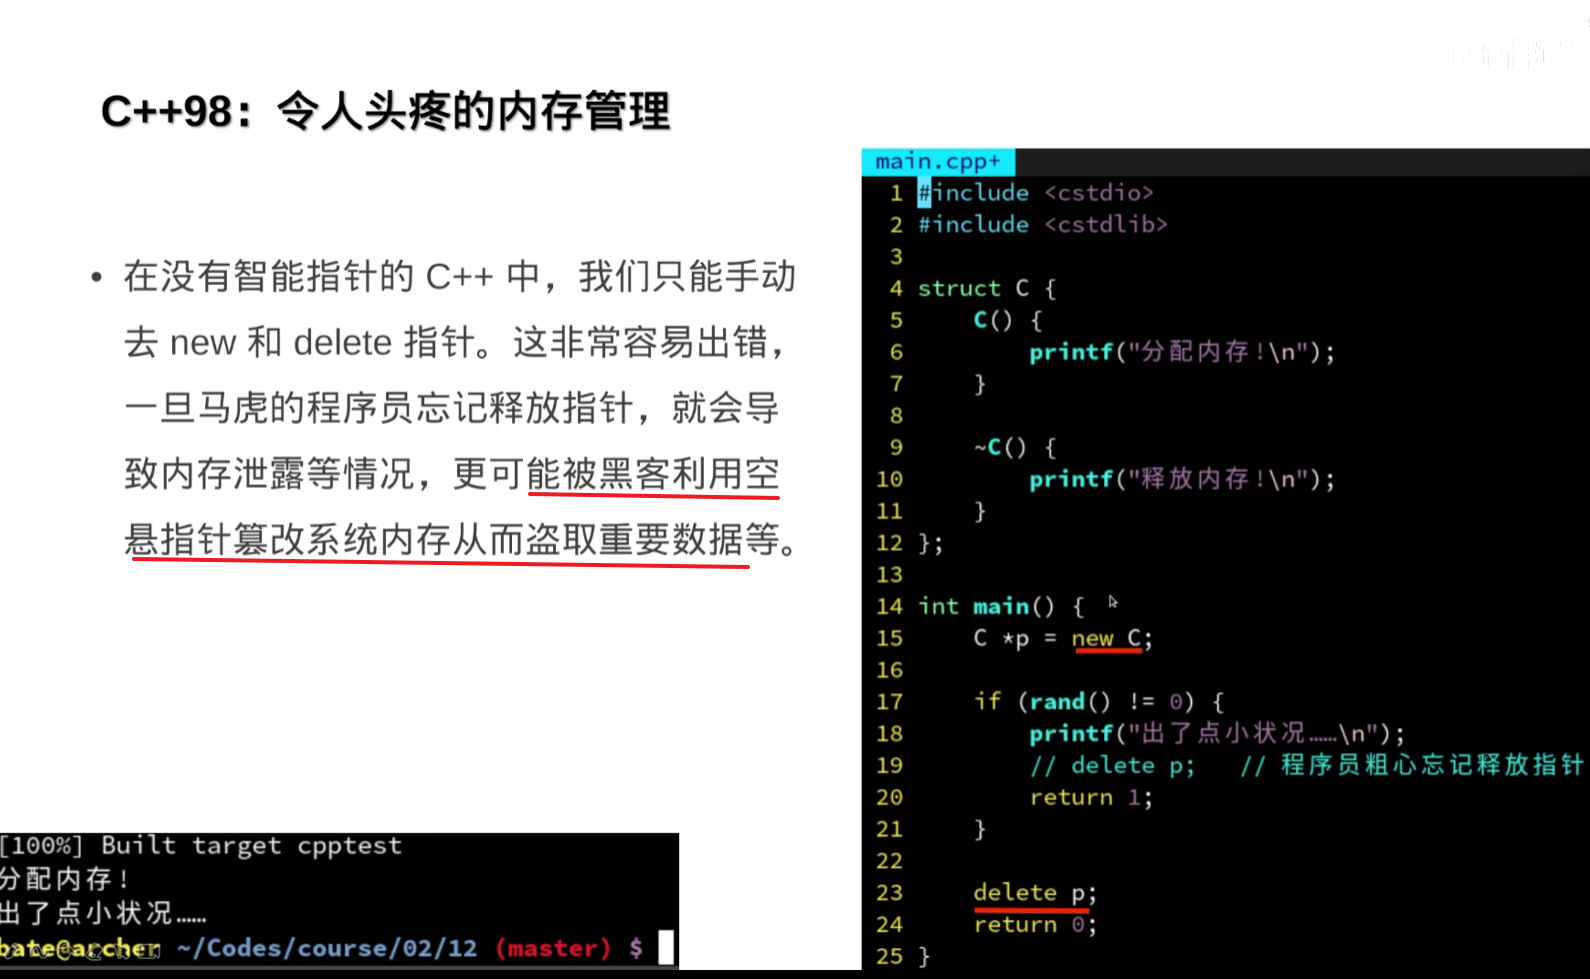 C++98：令人头疼的内存管理
• 在没有智能指针的 C++ 中，我们只能手动
去 new 和 delete 指针。这非常容易出错，
一旦马虎的程序员忘记释放指针，就会导
致内存泄露等情况，更可能被黑客利用空
悬指针篡改系统内存从而盗取重要数据等。
main.cpp+
1 #include <cstdio>
2 #include <cstdlib>
3
4 struct C {
5     C() {
6         printf("分配内存!\n");
7     }
8
9     ~C() {
10         printf("释放内存!\n");
11     }
12 };
13
14 int main() {
15     C *p = new C;
16
17     if (rand() != 0) {
18         printf("出了点小状况……\n");
19         // delete p;   // 程序员粗心忘记释放指针
20         return 1;
21     }
22
23     delete p;
24     return 0;
25 }
[100%] Built target cpptest
分配内存!
出了点小状况……
bate@archer ~/Codes/course/02/12 (master) $